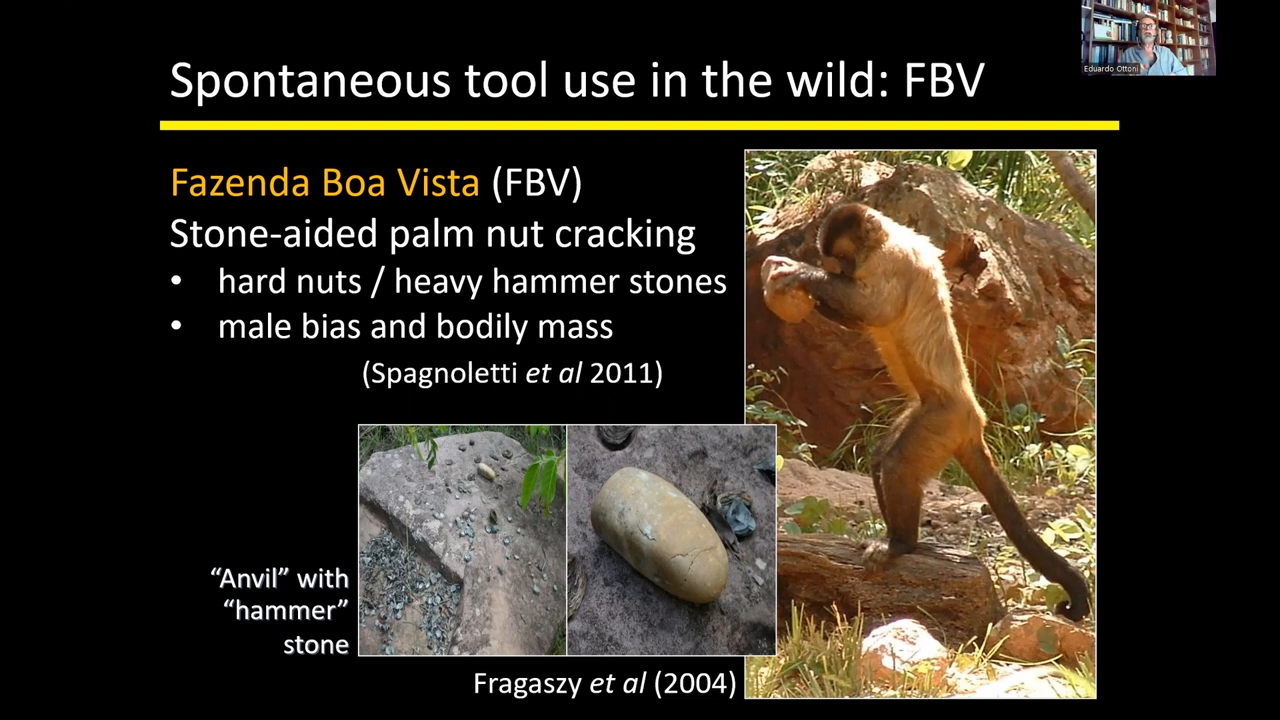 Spontaneous tool use in the wild: FBV
Eduardo Ottoni
Fazenda Boa Vista (FBV)
Stone-aided palm nut cracking
• hard nuts / heavy hammer stones
• male bias and bodily mass
(Spagnoletti et al 2011)
“Anvil” with
“hammer”
stone
Fragaszy et al (2004)